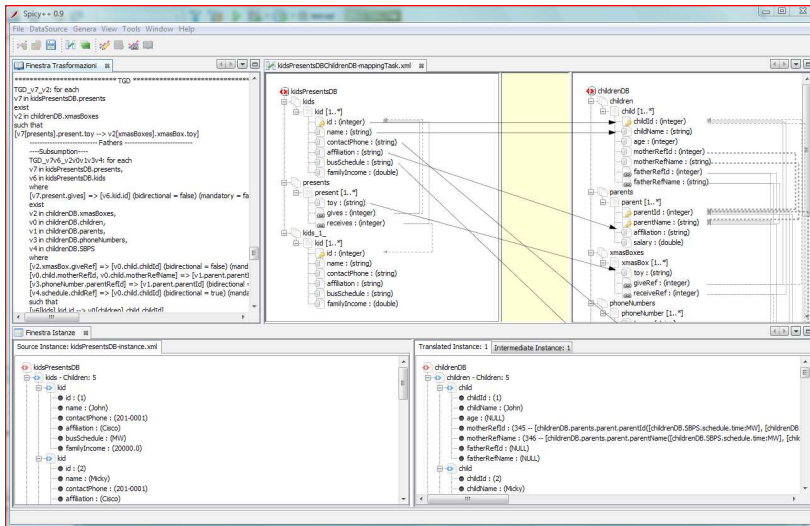 Spicy++ 0.9
File DataSource Genera View Tools Window Help
Finestra Trasformazioni
TGD
TGD_v7_v2: for each
v7 in kidsPresentsDB.presents
exist
v2 in childrenDB.xmasBoxes
such that
[v7[presents].present.toy --> v2[xmasBoxes].xmasBox.toy]
Fathers
----Subsumption----
TGD_v7v6_v2v0v1v3v4: for each
v7 in kidsPresentsDB.presents,
v6 in kidsPresentsDB.kids
where
[v7.present.gives] => [v6.kid.id] (bidirectional = false) (mandatory = fa
exist
v2 in childrenDB.xmasBoxes,
v0 in childrenDB.children,
v1 in childrenDB.parents,
v3 in childrenDB.phoneNumbers,
v4 in childrenDB.SBPS
where
[v2.xmasBox.giveRef] => [v0.child.childId] (bidirectional = false) (mand
[v0.child.motherRefId, v0.child.motherRefName] => [v1.parent.parentI
[v3.phoneNumber.parentRef] => [v1.parent.parentId] (bidirectional =
[v4.schedule.childRef] => [v0.child.childId] (bidirectional = true) (manda
such that
[v6[kids].kid.id --> v0[children].child.childId]
kidsPresentsDBChildrenDB-mappingTask.xml
kidsPresentsDB
kids
kid [1..*]
id : (integer)
name : (string)
contactPhone : (string)
affiliation : (string)
busSchedule : (string)
familyIncome : (double)
presents
present [1..*]
toy : (string)
gives : (integer)
receives : (integer)
kids_1_
kid [1..*]
id : (integer)
name : (string)
contactPhone : (string)
affiliation : (string)
busSchedule : (string)
familyIncome : (double)
childrenDB
children
child [1..*]
childId : (integer)
childName : (string)
age : (integer)
motherRefId : (integer)
motherRefName : (string)
fatherRefId : (integer)
fatherRefName : (string)
parents
parent [1..*]
parentId : (integer)
parentName : (string)
affiliation : (string)
salary : (double)
xmasBoxes
xmasBox [1..*]
toy : (string)
giveRef : (integer)
receiveRef : (integer)
phoneNumbers
phoneNumber [1..*]
Finestra Istanze
Source Instance: kidsPresentsDB-instance.xml
kidsPresentsDB
kids - Children: 5
kid
id : (1)
name : (John)
contactPhone : (201-0001)
affiliation : (Cisco)
busSchedule : (MW)
familyIncome : (20000.0)
kid
id : (2)
name : (Micky)
contactPhone : (201-0001)
affiliation : (Cisco)
Translated Instance: 1
Intermediate Instance: 1
childrenDB
children - Children: 5
child
childId : (1)
childName : (John)
age : (NULL)
motherRefId : (345 -- [childrenDB.parents.parent.parentId([childrenDB.SBPS.schedule.time:MW], [childrenDB
motherRefName : (346 -- [childrenDB.parents.parent.parentName([childrenDB.SBPS.schedule.time:MW], [childr
fatherRefId : (NULL)
fatherRefName : (NULL)
child
childId : (2)
childName : (Micky)